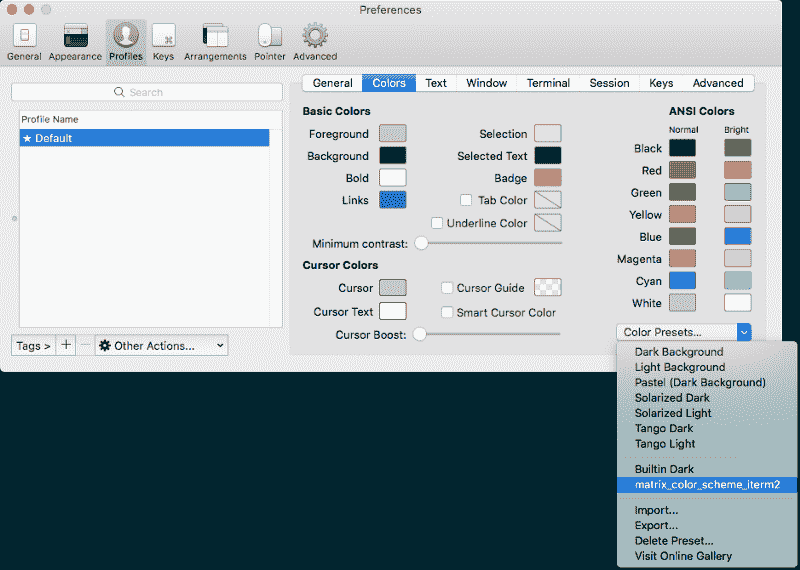 Preferences
General Appearance Profiles Keys Arrangements Pointer Advanced
Search
Profile Name
★ Default
Tags > + − Other Actions...
General Colors Text Window Terminal Session Keys Advanced
Basic Colors
Foreground Selection
Background Selected Text
Bold Badge
Links Tab Color
Underline Color
Minimum contrast:
Cursor Colors
Cursor Cursor Guide
Cursor Text Smart Cursor Color
Cursor Boost:
ANSI Colors
Normal Bright
Black
Red
Green
Yellow
Blue
Magenta
Cyan
White
Color Presets...
Dark Background
Light Background
Pastel (Dark Background)
Solarized Dark
Solarized Light
Tango Dark
Tango Light
Builtin Dark
matrix_color_scheme_iterm2
Import...
Export...
Delete Preset...
Visit Online Gallery